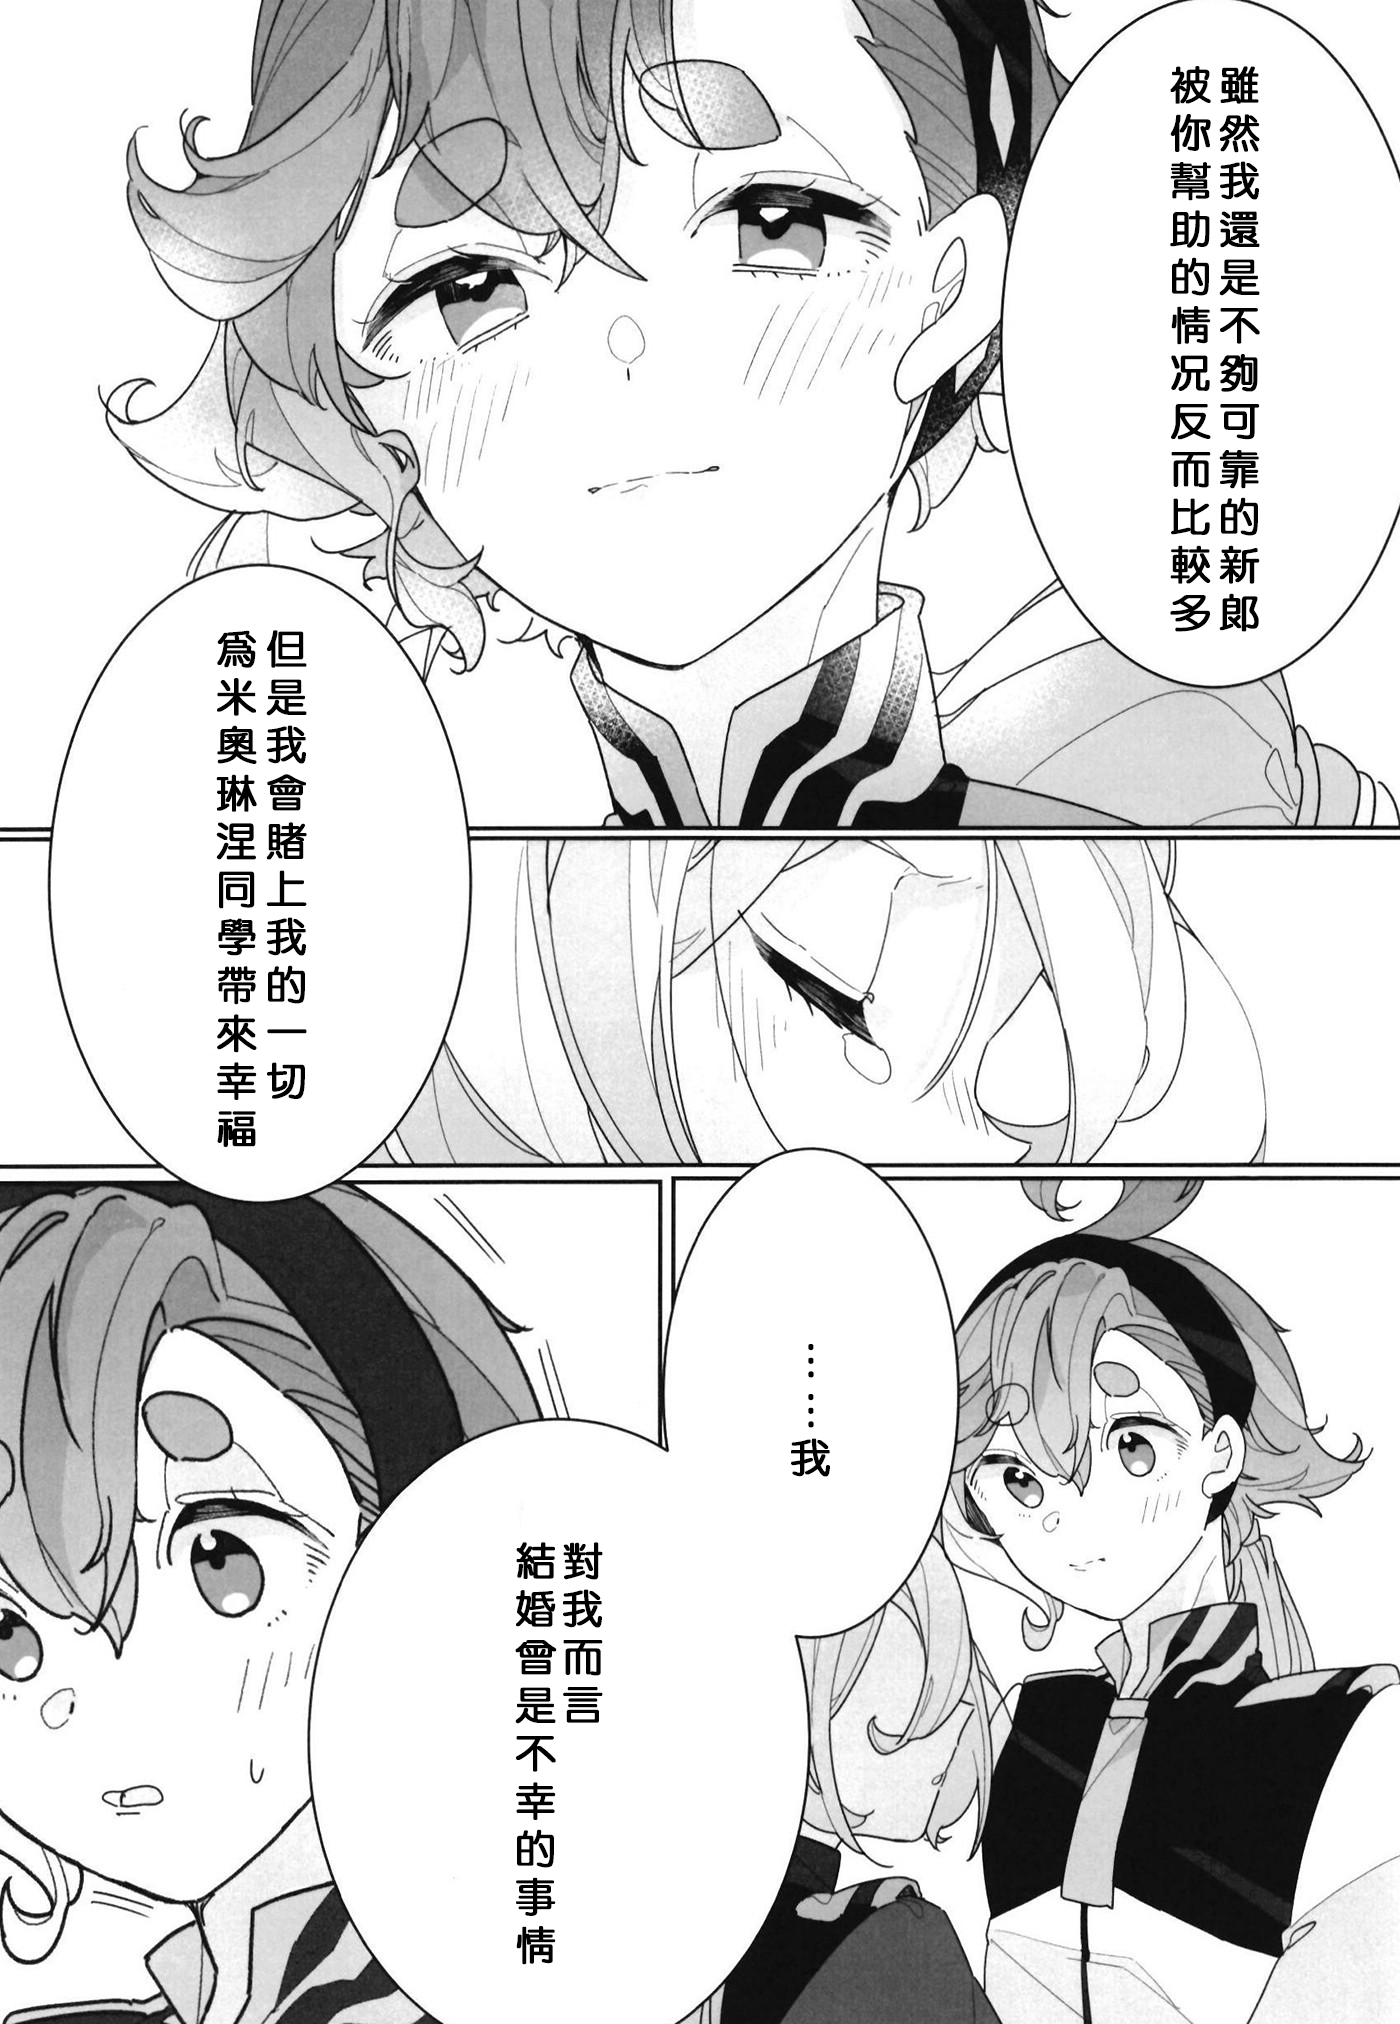 雖然我還是不夠可靠的新郎
被你幫助的情况反而比較多
但是我會賭上我的一切
爲米奧琳涅同學帶來幸福
……我
對我而言
結婚曾是不幸的事情